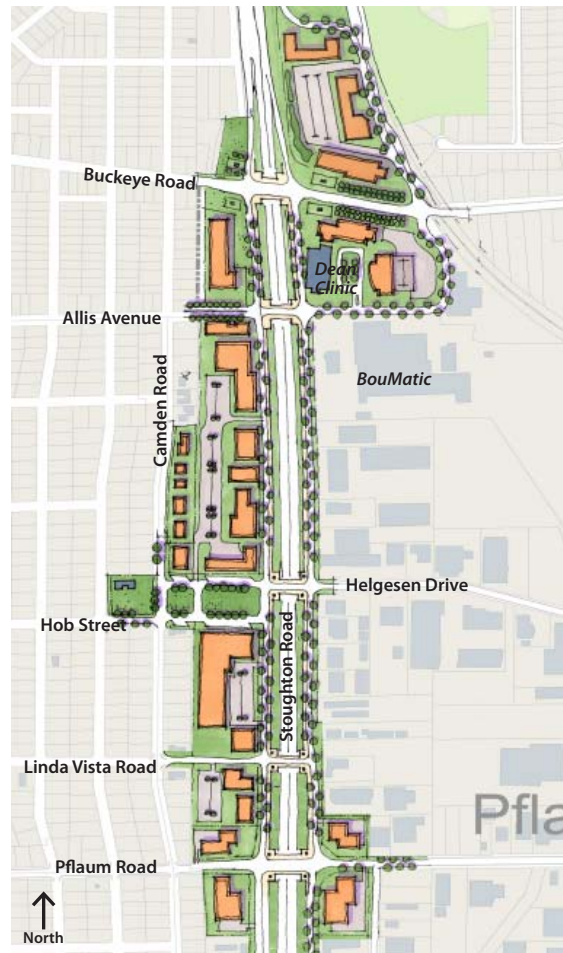 Buckeye Road
Dean
Clinic
Allis Avenue
BouMatic
Camden Road
Helgesen Drive
Hob Street
Stoughton Road
Linda Vista Road
Pfla
Pflaum Road
North